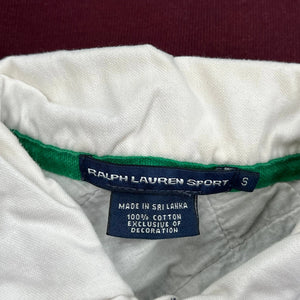 RALPH LAUREN SPORT S
MADE IN SRI LANKA
100% COTTON
EXCLUSIVE OF
DECORATION